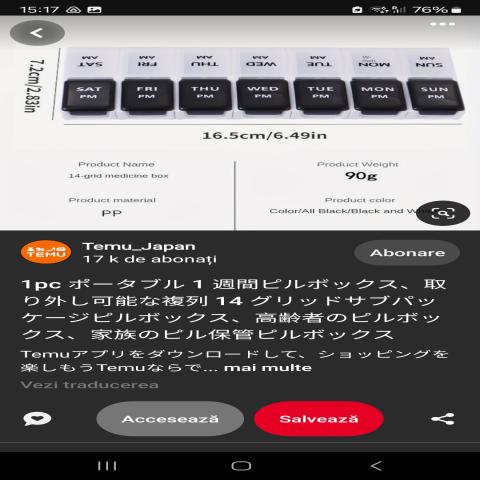 15:17
76%
7.2cm/2.83in
SAT AM FRI AM THU AM WED AM TUE AM MON AM SUN AM
SAT PM FRI PM THU PM WED PM TUE PM MON PM SUN PM
16.5cm/6.49in
Product Name
14-grid medicine box
Product Weight
90g
Product material
PP
Product color
Color/All Black/Black and
TEMU
Temu_Japan
17 k de abonați
Abonare
1pc ポータブル 1 週間ピルボックス、取
り外し可能な複列 14 グリッドサブパッ
ケージピルボックス、高齢者のピルボッ
クス、家族のピル保管ピルボックス
Temuアプリをダウンロードして、ショッピングを
楽しもうTemuならで... mai multe
Vezi traducerea
Accesează
Salvează